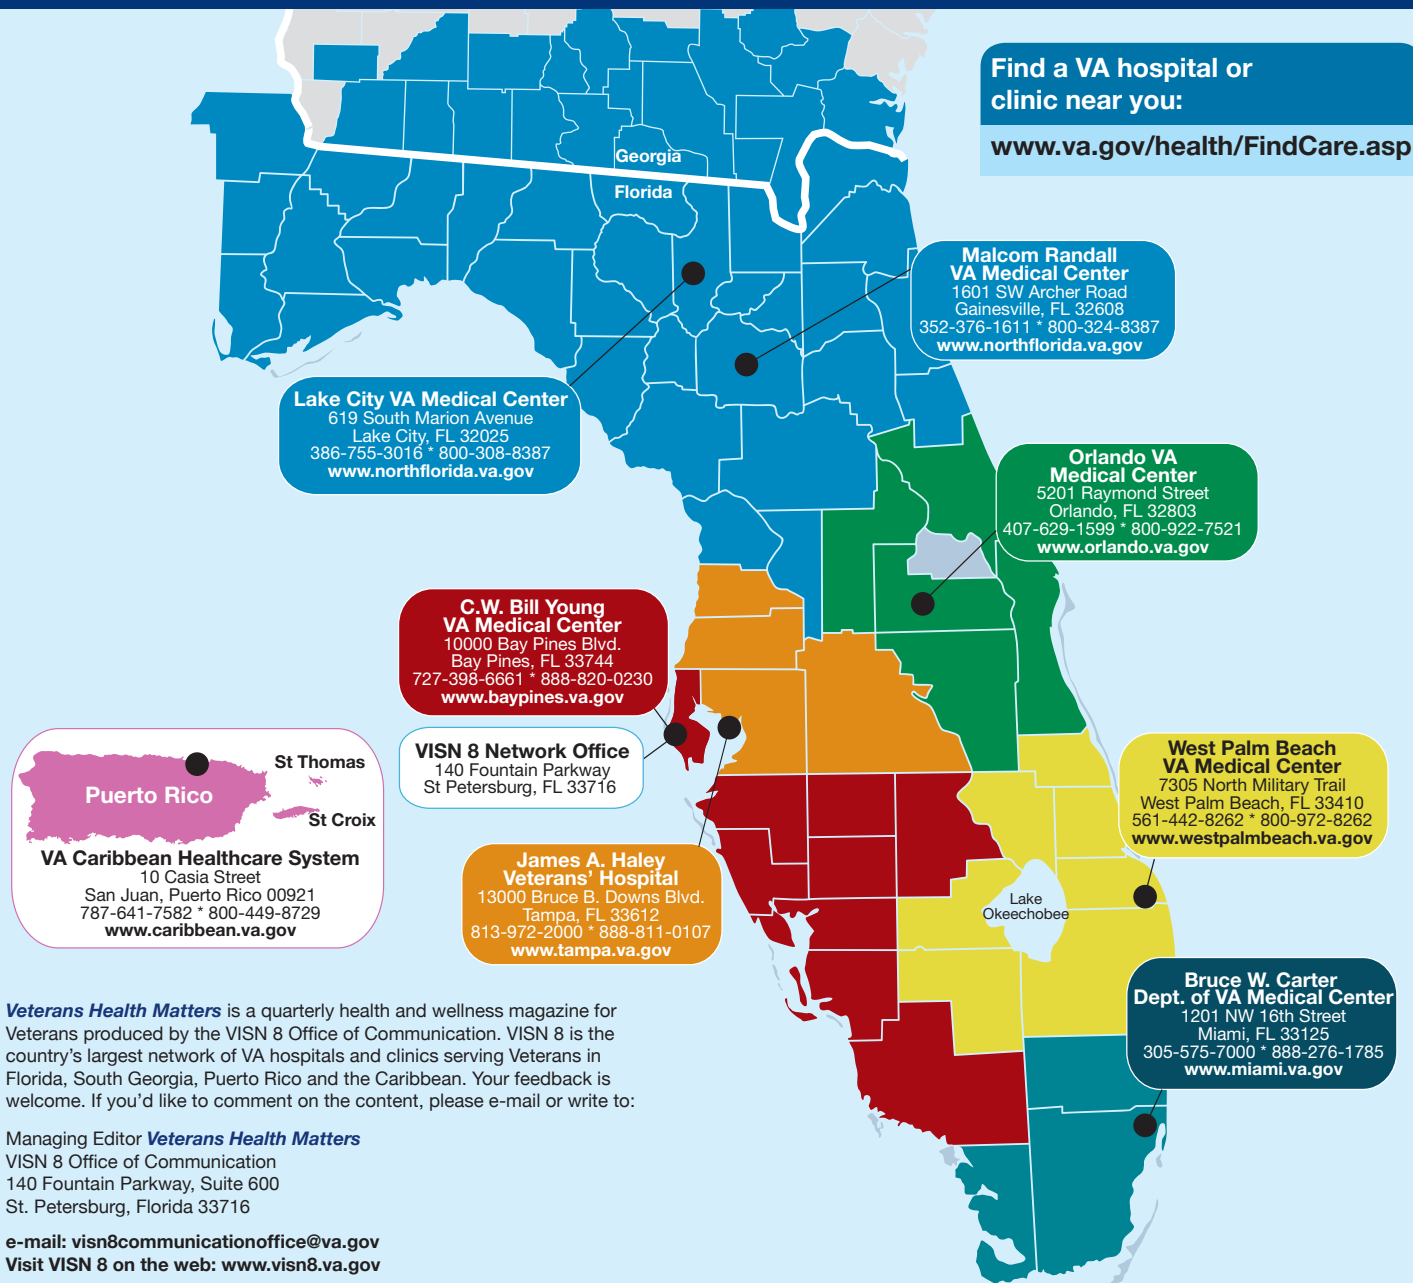 Find a VA hospital or
clinic near you:
www.va.gov/health/FindCare.asp
Georgia
Florida
Malcom Randall
VA Medical Center
1601 SW Archer Road
Gainesville, FL 32608
352-376-1611 * 800-324-8387
www.northflorida.va.gov
Lake City VA Medical Center
619 South Marion Avenue
Lake City, FL 32025
386-755-3016 * 800-308-8387
www.northflorida.va.gov
Orlando VA
Medical Center
5201 Raymond Street
Orlando, FL 32803
407-629-1599 * 800-922-7521
www.orlando.va.gov
C.W. Bill Young
VA Medical Center
10000 Bay Pines Blvd.
Bay Pines, FL 33744
727-398-6661 * 888-820-0230
www.baypines.va.gov
VISN 8 Network Office
140 Fountain Parkway
St Petersburg, FL 33716
St Thomas
Puerto Rico
St Croix
VA Caribbean Healthcare System
10 Casia Street
San Juan, Puerto Rico 00921
787-641-7582 * 800-449-8729
www.caribbean.va.gov
West Palm Beach
VA Medical Center
7305 North Military Trail
West Palm Beach, FL 33410
561-442-8262 * 800-972-8262
www.westpalmbeach.va.gov
James A. Haley
Veterans' Hospital
13000 Bruce B. Downs Blvd.
Tampa, FL 33612
813-972-2000 * 888-811-0107
www.tampa.va.gov
Lake
Okeechobee
Bruce W. Carter
Dept. of VA Medical Center
1201 NW 16th Street
Miami, FL 33125
305-575-7000 * 888-276-1785
www.miami.va.gov
Veterans Health Matters is a quarterly health and wellness magazine for
Veterans produced by the VISN 8 Office of Communication. VISN 8 is the
country's largest network of VA hospitals and clinics serving Veterans in
Florida, South Georgia, Puerto Rico and the Caribbean. Your feedback is
welcome. If you'd like to comment on the content, please e-mail or write to:
Managing Editor Veterans Health Matters
VISN 8 Office of Communication
140 Fountain Parkway, Suite 600
St. Petersburg, Florida 33716
e-mail: visn8communicationoffice@va.gov
Visit VISN 8 on the web: www.visn8.va.gov